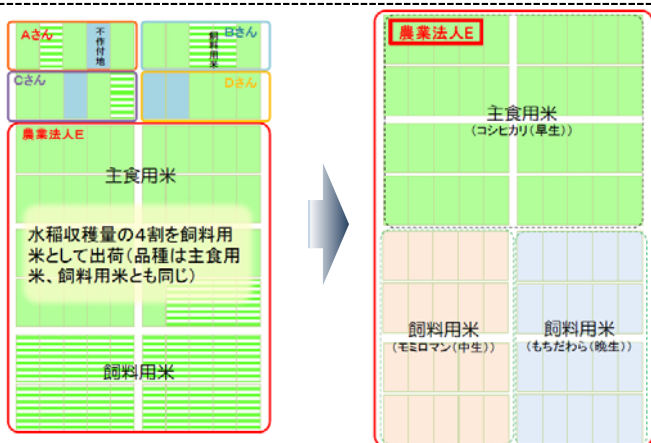 Aさん
不作付地
飼料用米
Bさん
Cさん
Dさん
農業法人E
主食用米
水稲収穫量の4割を飼料用
米として出荷(品種は主食用
米、飼料用米とも同じ)
飼料用米
農業法人E
主食用米
(コシヒカリ(早生))
飼料用米
(モミロマン(中生))
飼料用米
(もちだわら(晩生))